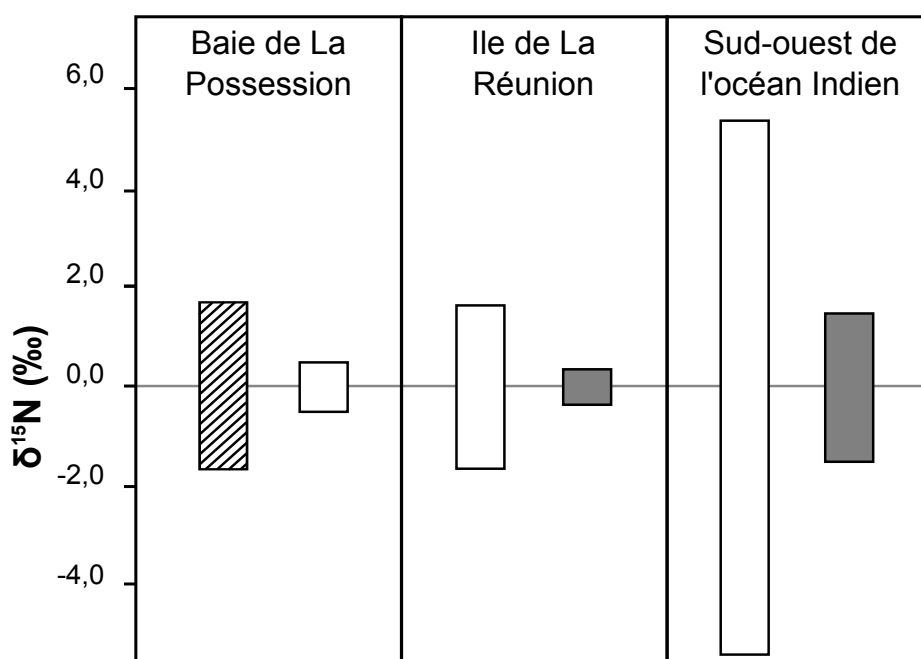 Baie de La
Possession
Ile de La
Réunion
Sud-ouest de
l'océan Indien
6,0
4,0
2,0
0,0
-2,0
-4,0
δ¹⁵N (‰)